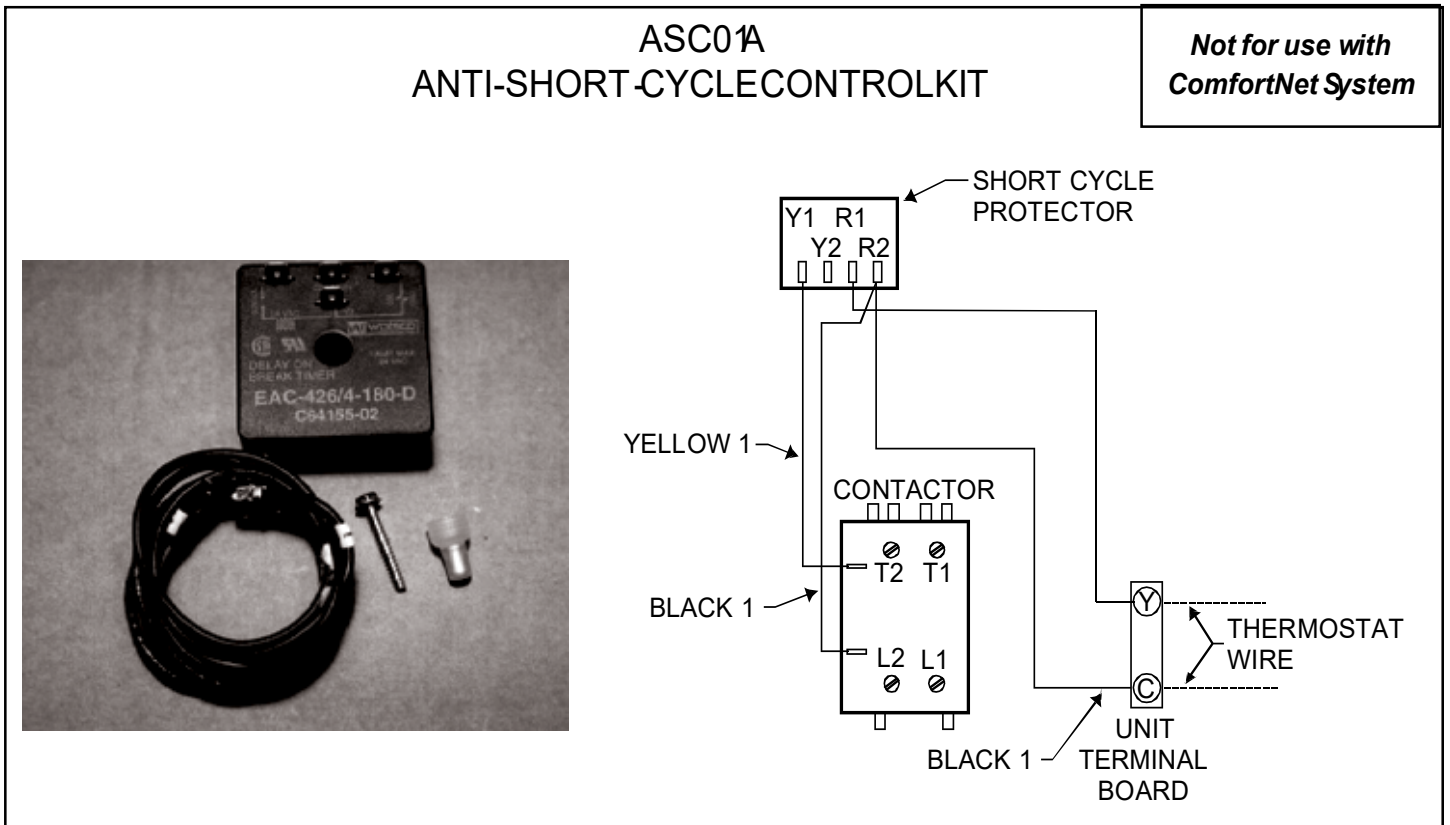 ASC01A
ANTI-SHORT-CYCLECONTROLKIT
Not for use with
ComfortNet System
SHORT CYCLE
PROTECTOR
Y1 R1
Y2 R2
YELLOW 1
CONTACTOR
T2 T1
BLACK 1
L2 L1
Y
THERMOSTAT
WIRE
C
BLACK 1
UNIT
TERMINAL
BOARD
DELAY ON
BREAK TIMER
EAC-426/4-180-D
C64155-02